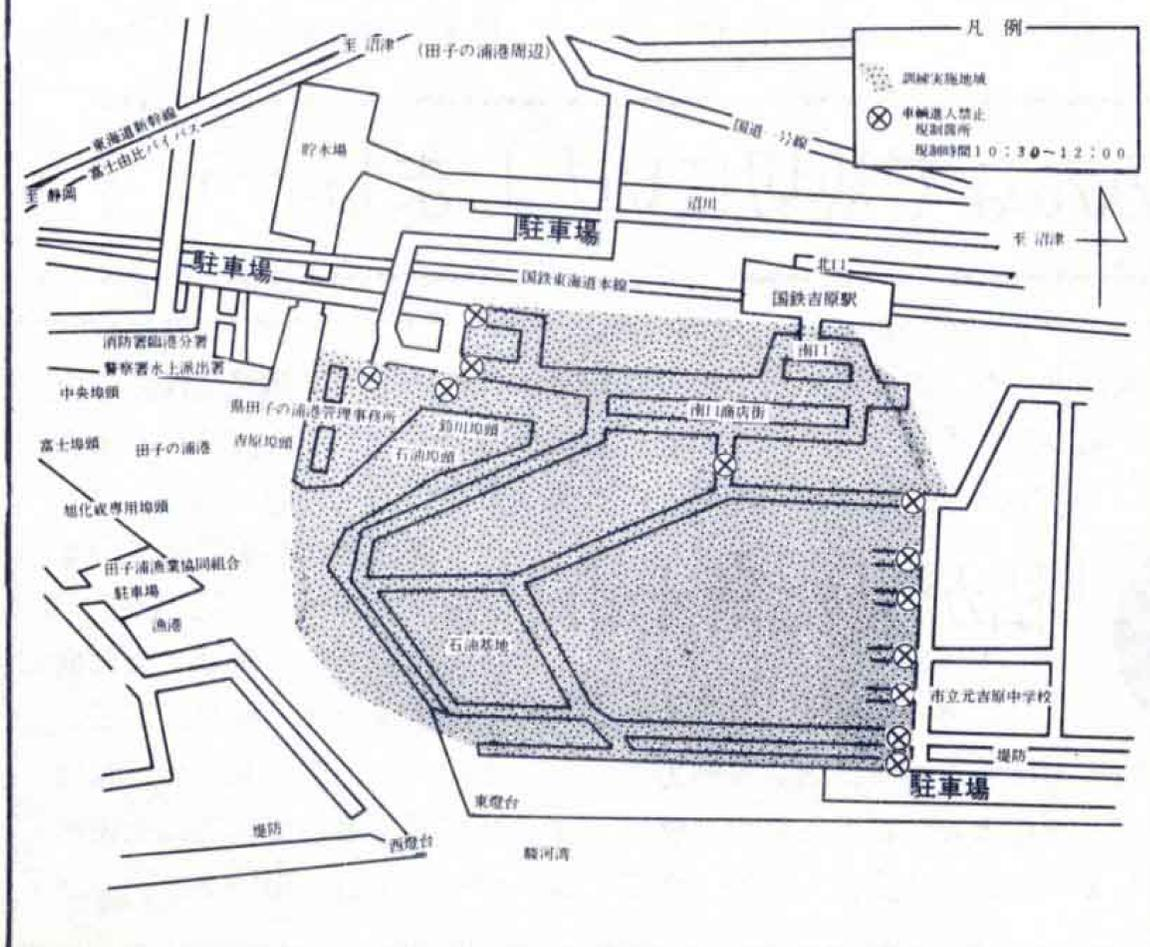 凡例
訓練実施地域
車輌進入禁止
規制箇所
規制時間10:30~12:00
至沼津
(田子の浦港周辺)
東海道新幹線
富士由比バイパス
至静岡
貯木場
国道一号線
沼川
駐車場
至沼津
駐車場
北口
国鉄東海道本線
国鉄吉原駅
消防署臨港分署
南口
警察署水上派出署
中央埠頭
県田子の浦港管理事務所
南口商店街
鈴川埠頭
富士埠頭
田子の浦港
吉原埠頭
石油埠頭
旭化成専用埠頭
田子浦漁業協同組合
駐車場
漁港
石油基地
市立元吉原中学校
堤防
駐車場
東燈台
堤防
西燈台
駿河湾